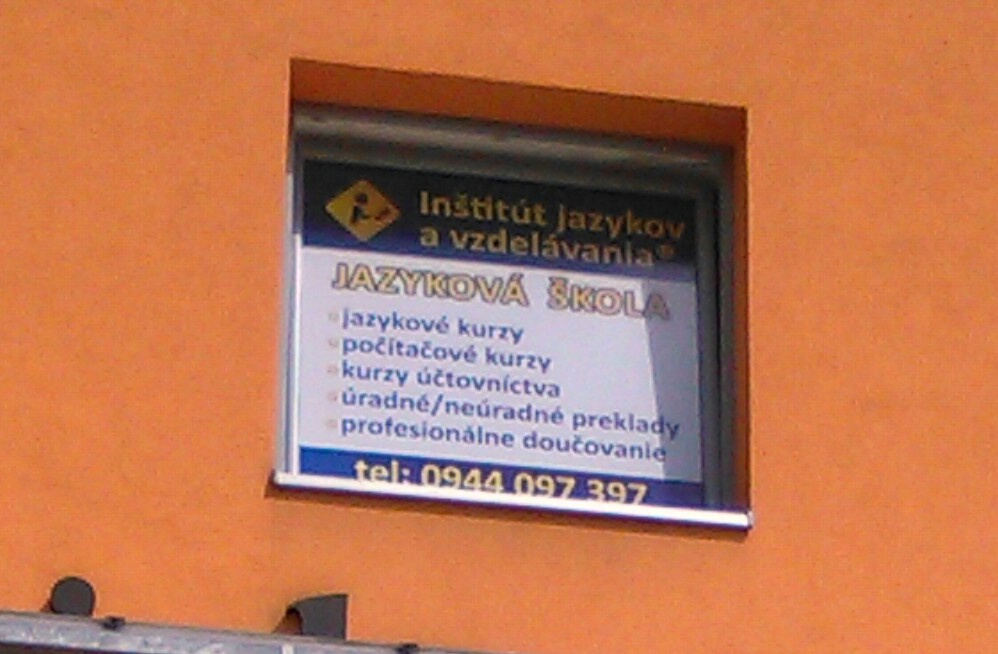 Inštitút jazykov
a vzdelávania®
JAZYKOVÁ ŠKOLA
jazykové kurzy
počítačové kurzy
kurzy účtovníctva
úradné/neúradné preklady
profesionálne doučovanie
tel: 0944 097 397